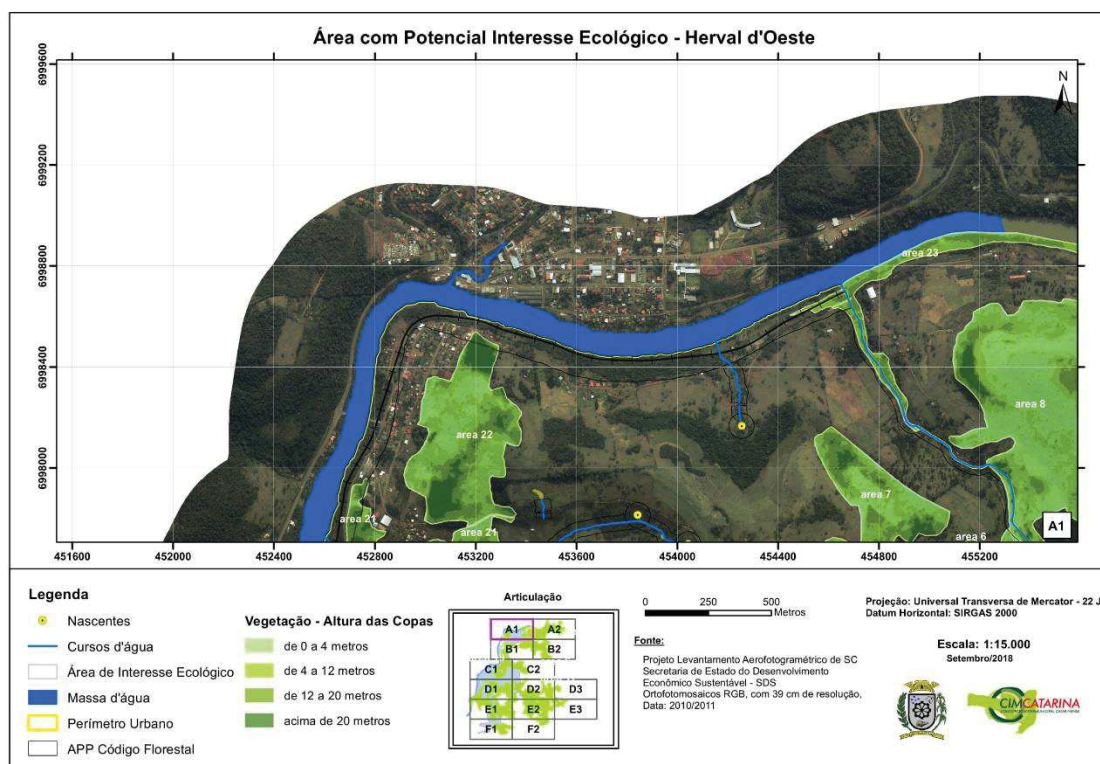 Área com Potencial Interesse Ecológico - Herval d'Oeste
6999600
6999200
6998800
6998400
6998000
N
area 23
area 8
area 22
area 7
area 21
area 21
area 6
A1
451600 452000 452400 452800 453200 453600 454000 454400 454800 455200
Legenda
Nascentes
Cursos d'água
Área de Interesse Ecológico
Massa d'água
Perímetro Urbano
APP Código Florestal
Vegetação - Altura das Copas
de 0 a 4 metros
de 4 a 12 metros
de 12 a 20 metros
acima de 20 metros
Articulação
A1 A2
B1 B2
C1 C2
D1 D2 D3
E1 E2 E3
F1 F2
0 250 500
Metros
Fonte:
Projeto Levantamento Aerofotogramétrico de SC
Secretaria de Estado do Desenvolvimento
Econômico Sustentável - SDS
Ortofotomosaicos RGB, com 39 cm de resolução,
Data: 2010/2011
Projeção: Universal Transversa de Mercator - 22 J
Datum Horizontal: SIRGAS 2000
Escala: 1:15.000
Setembro/2018
CIMCATARINA